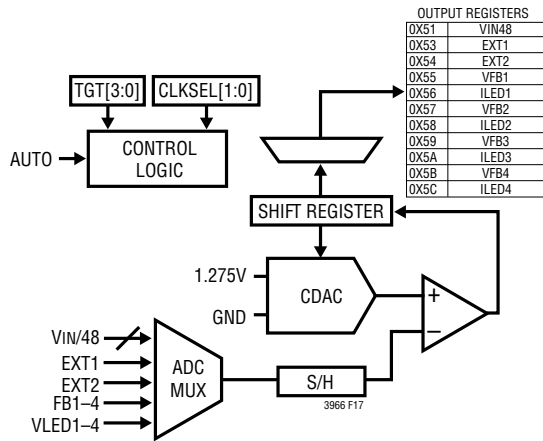 OUTPUT REGISTERS
0X51 VIN48
0X53 EXT1
0X54 EXT2
0X55 VFB1
0X56 ILED1
0X57 VFB2
0X58 ILED2
0X59 VFB3
0X5A ILED3
0X5B VFB4
0X5C ILED4
TGT[3:0] CLKSEL[1:0]
AUTO
CONTROL
LOGIC
SHIFT REGISTER
1.275V
GND
CDAC
+
–
VIN/48
EXT1
EXT2
FB1–4
VLED1–4
ADC
MUX
S/H
3966 F17